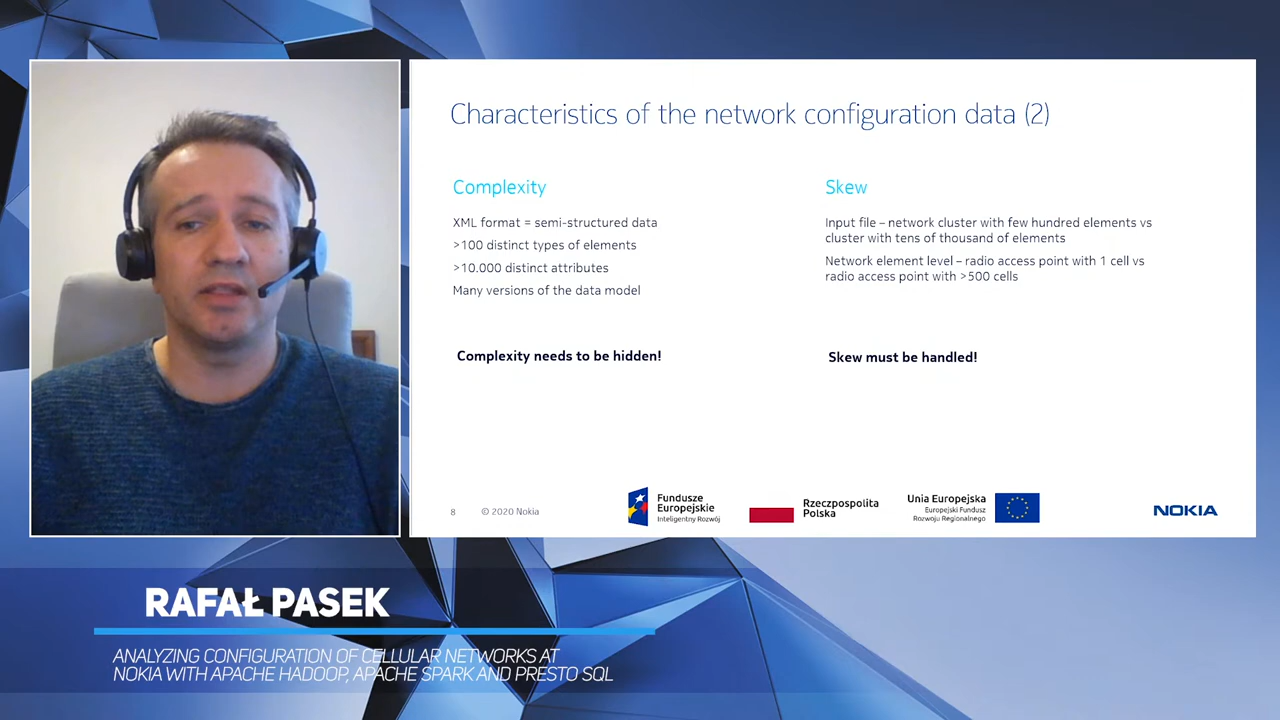 Characteristics of the network configuration data (2)
Complexity
XML format = semi-structured data
>100 distinct types of elements
>10.000 distinct attributes
Many versions of the data model
Complexity needs to be hidden!
Skew
Input file – network cluster with few hundred elements vs
cluster with tens of thousand of elements
Network element level – radio access point with 1 cell vs
radio access point with >500 cells
Skew must be handled!
8
© 2020 Nokia
Fundusze
Europejskie
Inteligentny Rozwój
Rzeczpospolita
Polska
Unia Europejska
Europejski Fundusz
Rozwoju Regionalnego
NOKIA
RAFAŁ PASEK
ANALYZING CONFIGURATION OF CELLULAR NETWORKS AT
NOKIA WITH APACHE HADOOP, APACHE SPARK AND PRESTO SQL